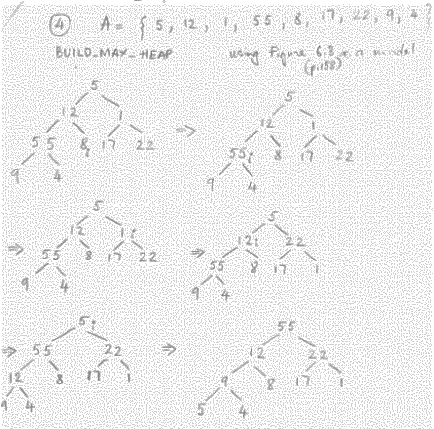 ④ A = { 5, 12, 1, 55, 8, 17, 22, 9, 4 }
BUILD_MAX_HEAP using Figure 6.3 as a model
(p.158)
5 5
12 1 ⇒ 12 1
55 8 17 22 55 i 8 17 22
9 4 9 4
5 5
⇒ 12 1 i ⇒ 12 i 22
55 8 17 22 55 8 17 1
9 4 9 4
5 i 55
⇒ 55 22 ⇒ 12 22
12 8 17 1 9 8 17 1
9 4 5 4